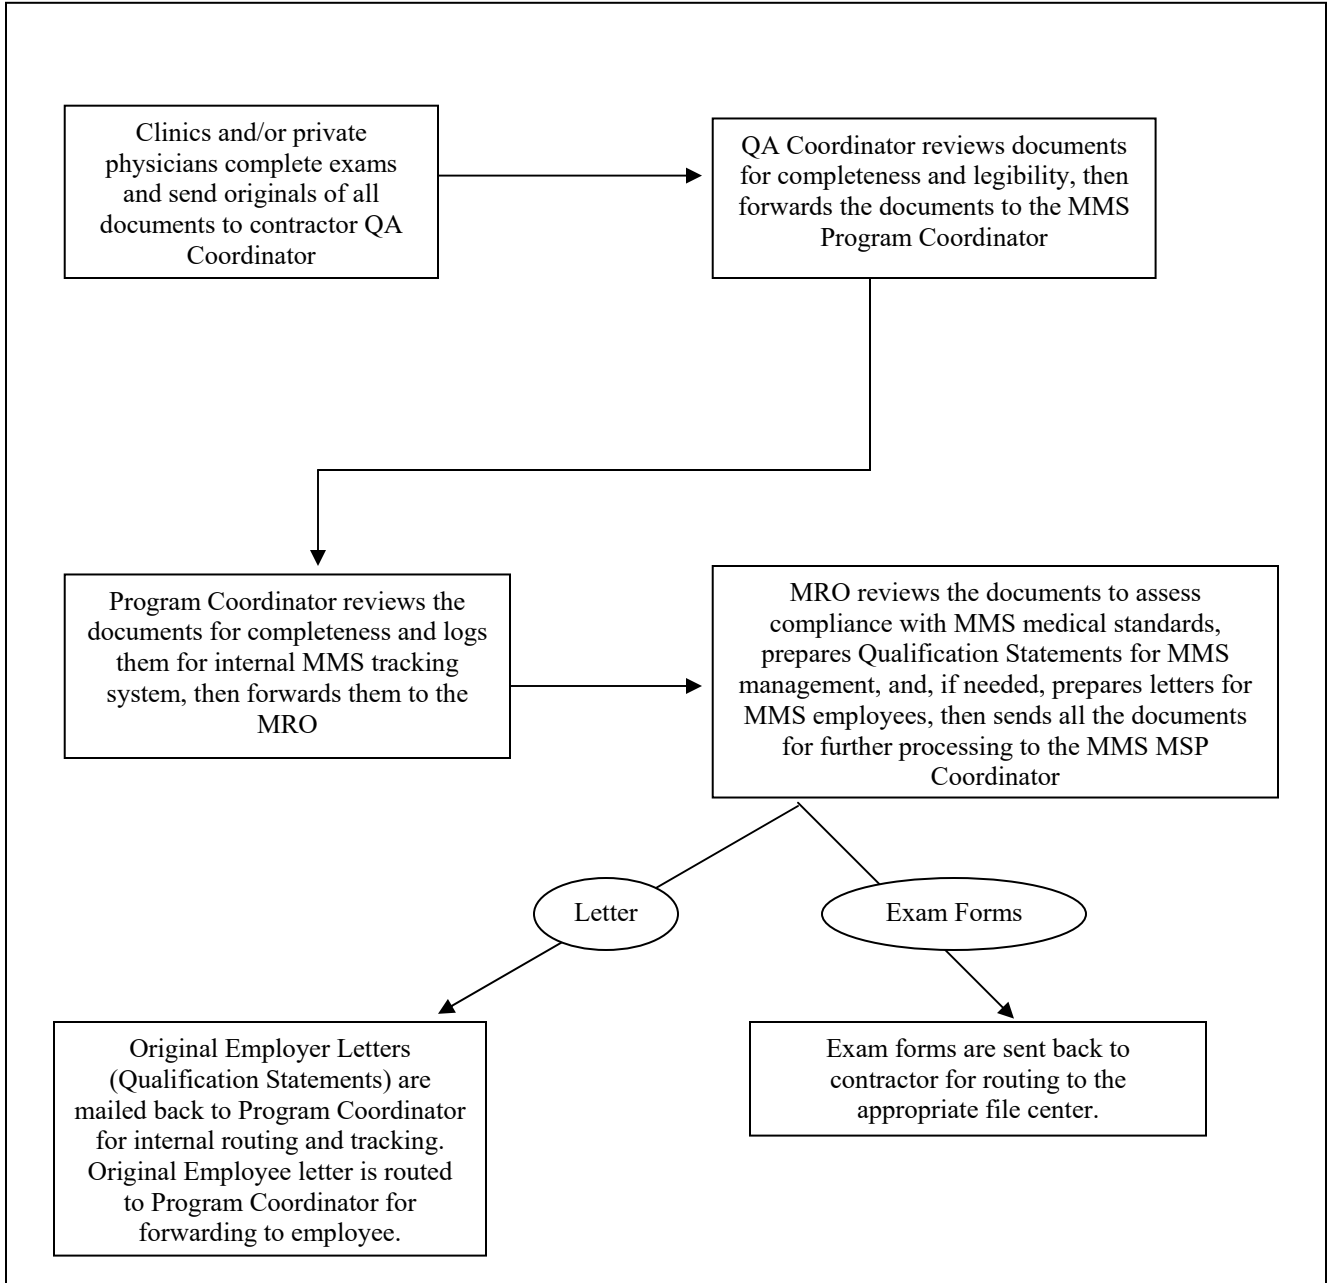 Clinics and/or private
physicians complete exams
and send originals of all
documents to contractor QA
Coordinator
QA Coordinator reviews documents
for completeness and legibility, then
forwards the documents to the MMS
Program Coordinator
Program Coordinator reviews the
documents for completeness and logs
them for internal MMS tracking
system, then forwards them to the
MRO
MRO reviews the documents to assess
compliance with MMS medical standards,
prepares Qualification Statements for MMS
management, and, if needed, prepares letters for
MMS employees, then sends all the documents
for further processing to the MMS MSP
Coordinator
Letter
Exam Forms
Original Employer Letters
(Qualification Statements) are
mailed back to Program Coordinator
for internal routing and tracking.
Original Employee letter is routed
to Program Coordinator for
forwarding to employee.
Exam forms are sent back to
contractor for routing to the
appropriate file center.